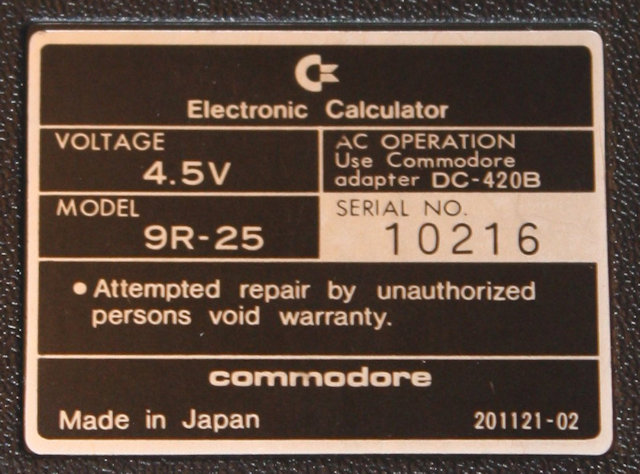 Electronic Calculator
VOLTAGE
4.5V
AC OPERATION
Use Commodore
adapter DC-420B
MODEL
9R-25
SERIAL NO.
10216
• Attempted repair by unauthorized
persons void warranty.
commodore
Made in Japan
201121-02